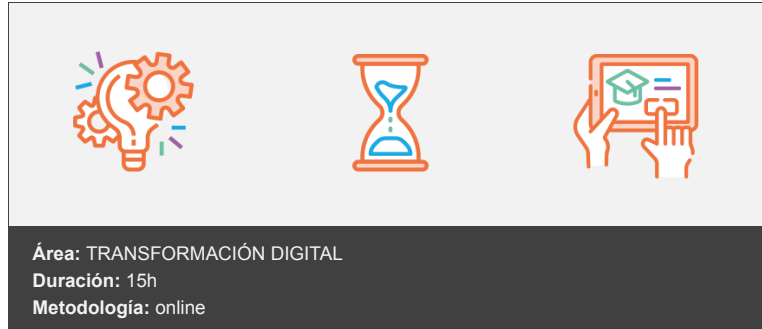 Área: TRANSFORMACIÓN DIGITAL
Duración: 15h
Metodología: online